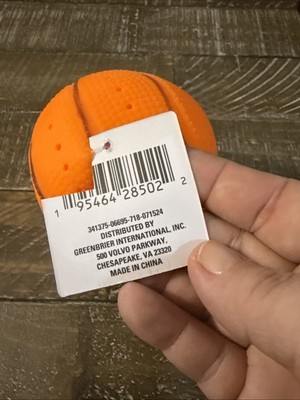 1 95464 28502 2
341375-06695-718-071524
DISTRIBUTED BY
GREENBRIER INTERNATIONAL, INC.
500 VOLVO PARKWAY,
CHESAPEAKE, VA 23320
MADE IN CHINA